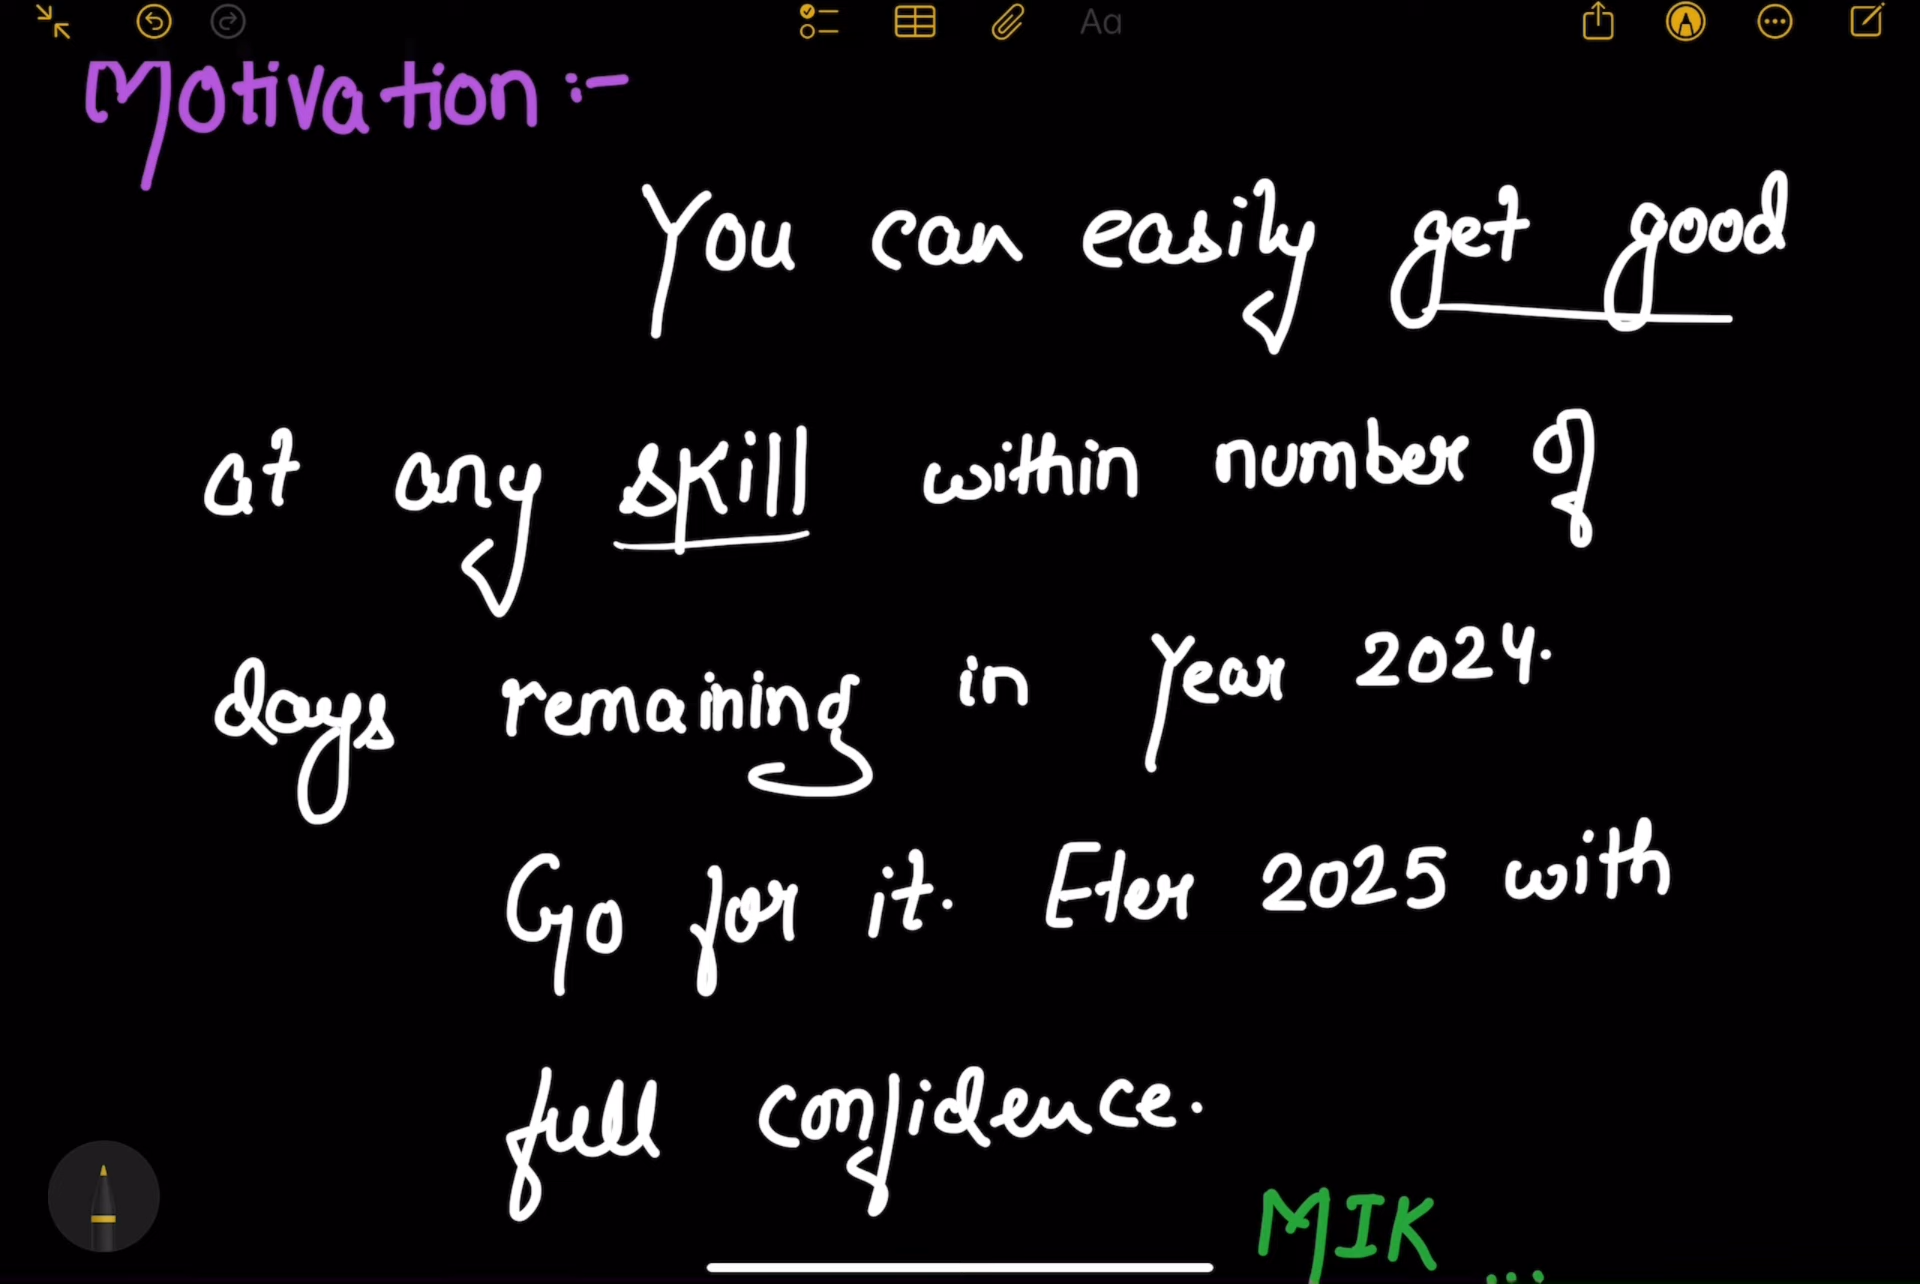 Aa
Motivation :-
You can easily get good
at any skill within number of
days remaining in Year 2024.
Go for it. Eter 2025 with
full confidence.
MIK ...